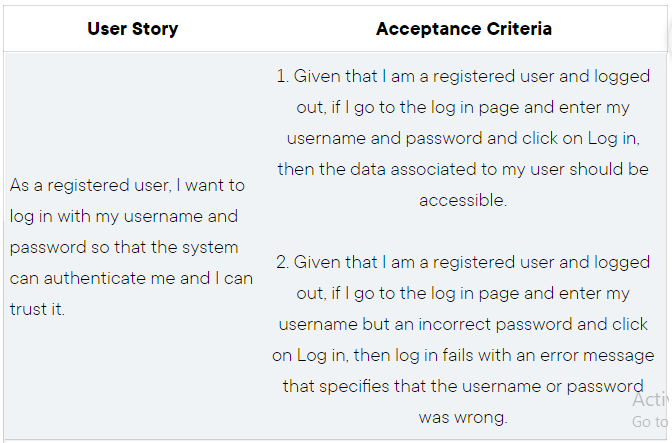 User Story
Acceptance Criteria
As a registered user, I want to
log in with my username and
password so that the system
can authenticate me and I can
trust it.
1. Given that I am a registered user and logged
out, if I go to the log in page and enter my
username and password and click on Log in,
then the data associated to my user should be
accessible.
2. Given that I am a registered user and logged
out, if I go to the log in page and enter my
username but an incorrect password and click
on Log in, then log in fails with an error message
that specifies that the username or password
was wrong.
Go to